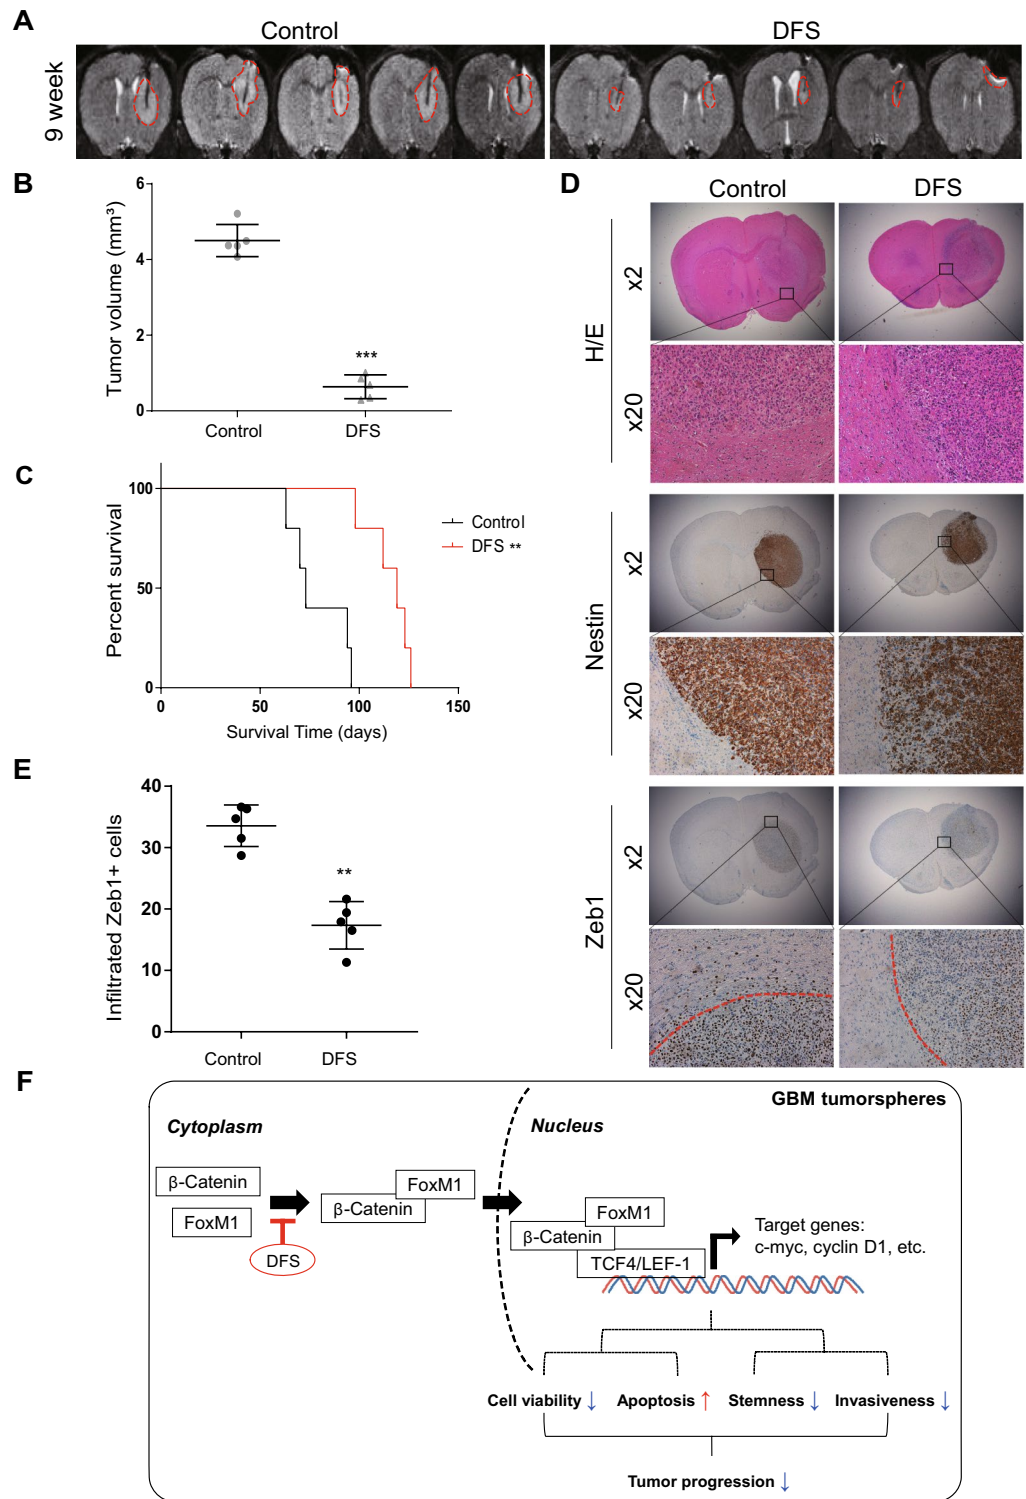 A
Control
DFS
9 week
B
Tumor volume (mm³)
6
4
2
0
***
Control
DFS
C
Percent survival
100
50
0
0
50
100
150
Survival Time (days)
Control
DFS **
D
Control
DFS
H/E
x2
x20
Nestin
x2
x20
Zeb1
x2
x20
E
Infiltrated Zeb1+ cells
40
30
20
10
0
**
Control
DFS
F
GBM tumorspheres
Cytoplasm
Nucleus
β-Catenin
FoxM1
DFS
FoxM1
β-Catenin
FoxM1
β-Catenin
TCF4/LEF-1
Target genes:
c-myc, cyclin D1, etc.
Cell viability ↓ Apoptosis ↑ Stemness ↓ Invasiveness ↓
Tumor progression ↓